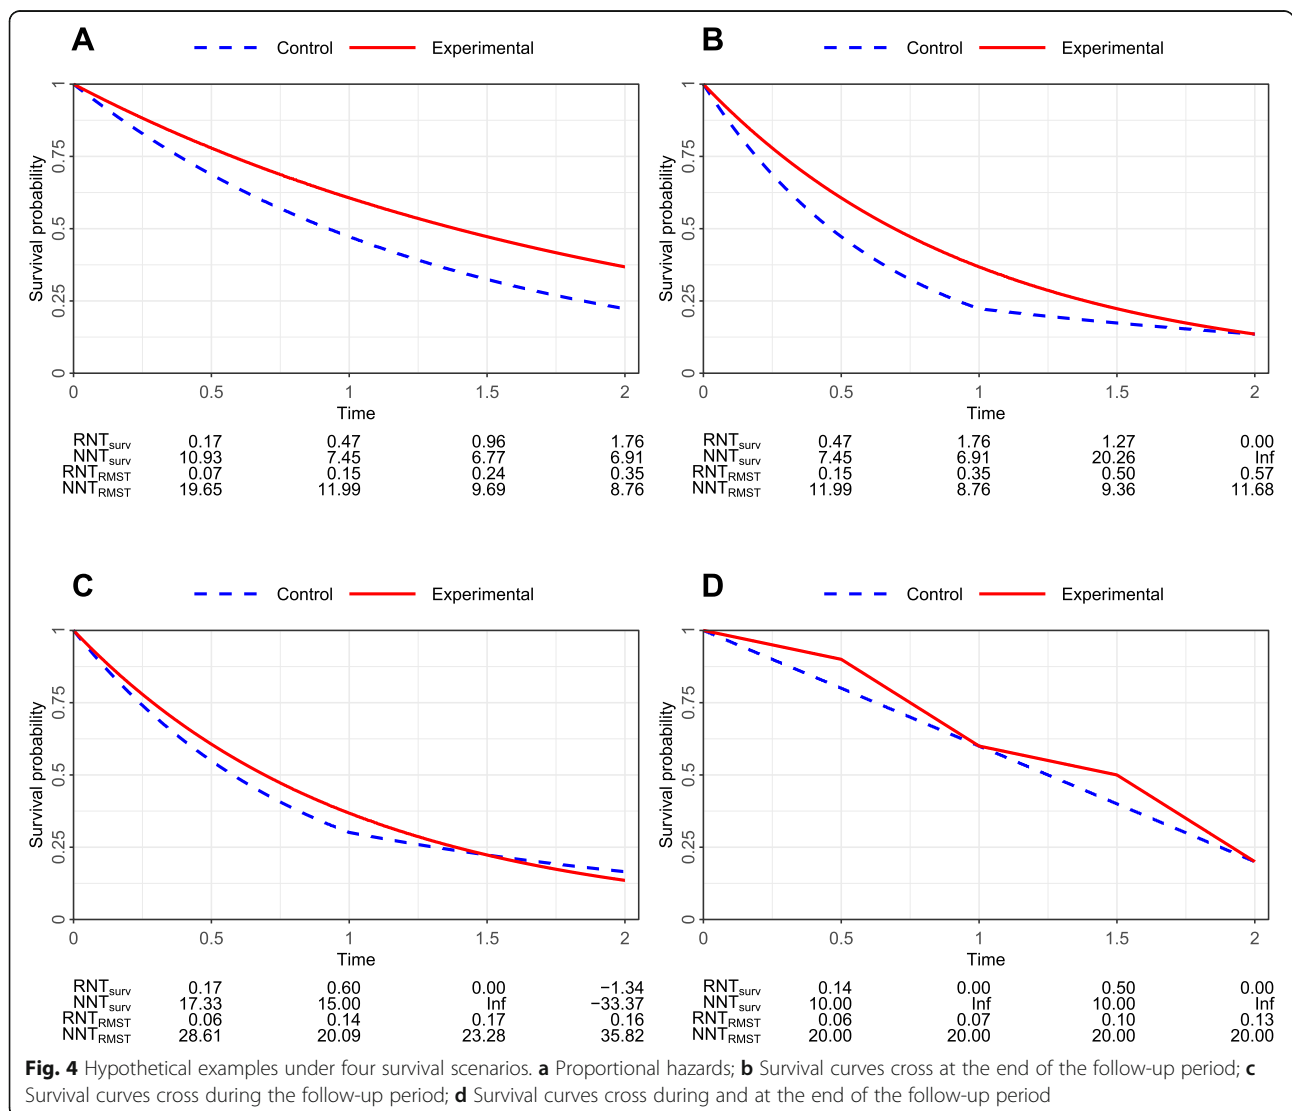 A
Control Experimental
1
0.75
0.5
0.25
0
Survival probability
0 0.5 1 1.5 2
Time
RNTsurv 0.17 0.47 0.96 1.76
NNTsurv 10.93 7.45 6.77 6.91
RNTRMST 0.07 0.15 0.24 0.35
NNTRMST 19.65 11.99 9.69 8.76
B
Control Experimental
1
0.75
0.5
0.25
0
Survival probability
0 0.5 1 1.5 2
Time
RNTsurv 0.47 1.76 1.27 0.00
NNTsurv 7.45 6.91 20.26 Inf
RNTRMST 0.15 0.35 0.50 0.57
NNTRMST 11.99 8.76 9.36 11.68
C
Control Experimental
1
0.75
0.5
0.25
0
Survival probability
0 0.5 1 1.5 2
Time
RNTsurv 0.17 0.60 0.00 −1.34
NNTsurv 17.33 15.00 Inf −33.37
RNTRMST 0.06 0.14 0.17 0.16
NNTRMST 28.61 20.09 23.28 35.82
D
Control Experimental
1
0.75
0.5
0.25
0
Survival probability
0 0.5 1 1.5 2
Time
RNTsurv 0.14 0.00 0.50 0.00
NNTsurv 10.00 Inf 10.00 Inf
RNTRMST 0.06 0.07 0.10 0.13
NNTRMST 20.00 20.00 20.00 20.00
Fig. 4 Hypothetical examples under four survival scenarios. a Proportional hazards; b Survival curves cross at the end of the follow-up period; c
Survival curves cross during the follow-up period; d Survival curves cross during and at the end of the follow-up period